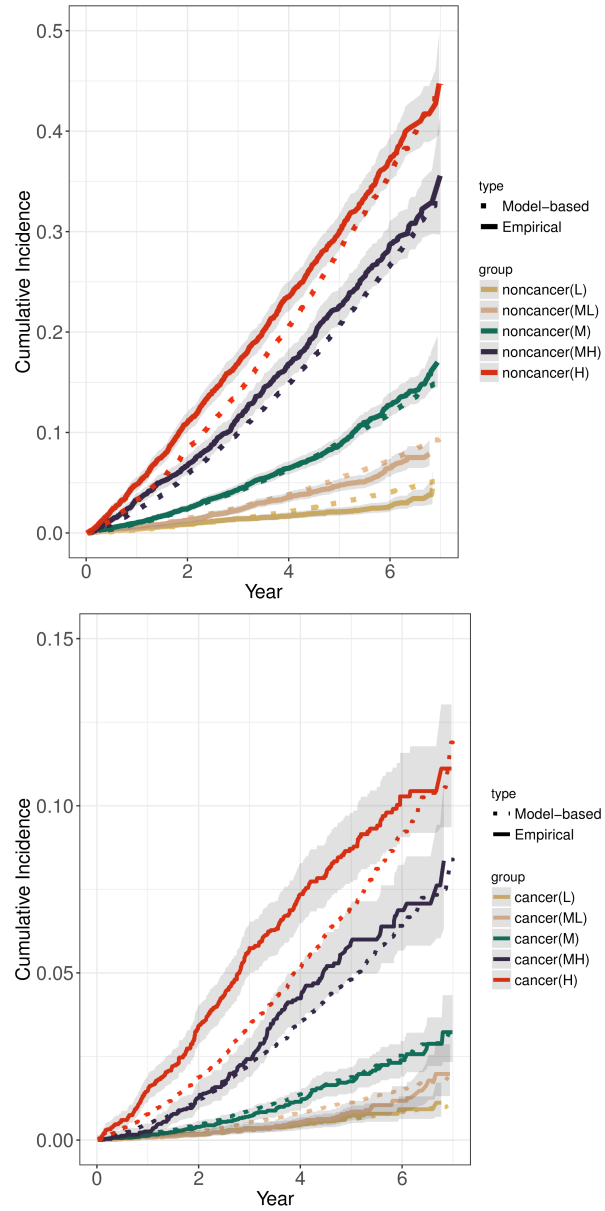 0.5
0.4
0.3
0.2
0.1
0.0
Cumulative Incidence
0 2 4 6
Year
type
Model−based
Empirical
group
noncancer(L)
noncancer(ML)
noncancer(M)
noncancer(MH)
noncancer(H)
0.15
0.10
0.05
0.00
Cumulative Incidence
0 2 4 6
Year
type
Model−based
Empirical
group
cancer(L)
cancer(ML)
cancer(M)
cancer(MH)
cancer(H)